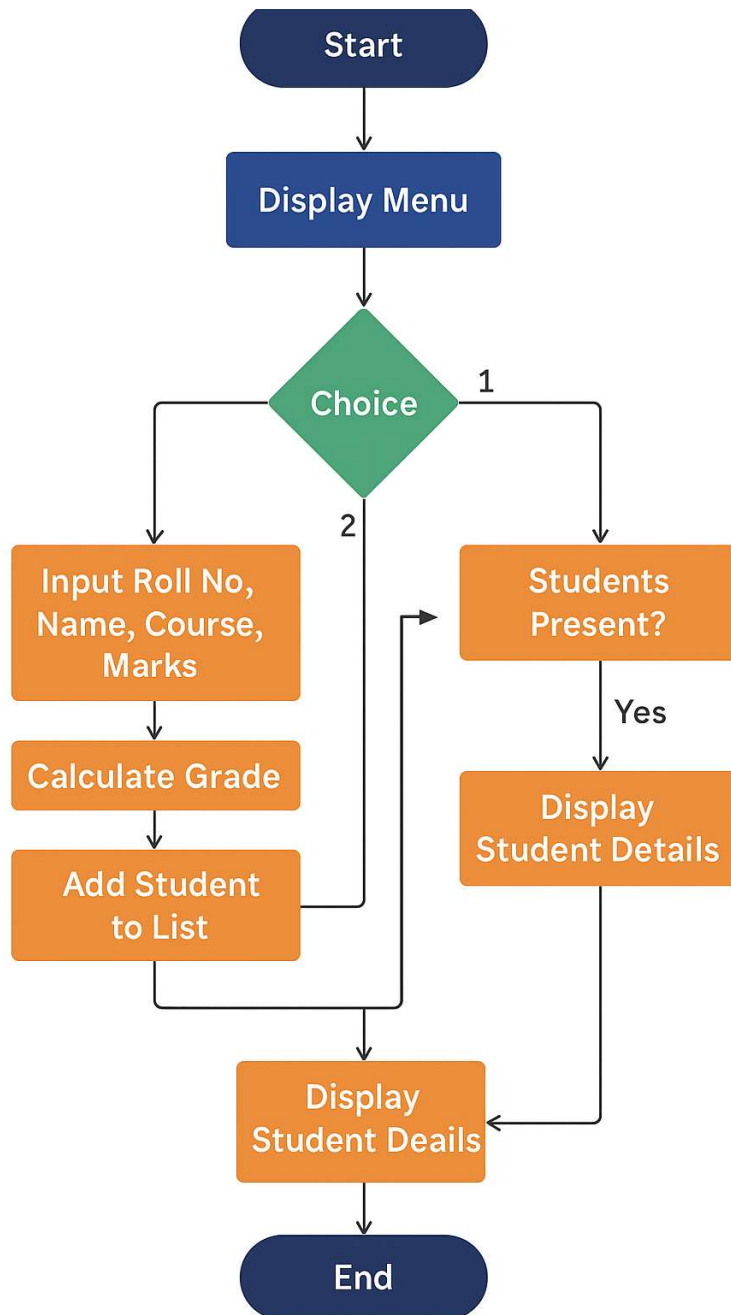 Start
Display Menu
Choice
1
2
Input Roll No,
Name, Course,
Marks
Students
Present?
Yes
Calculate Grade
Display
Student Details
Add Student
to List
Display
Student Deails
End